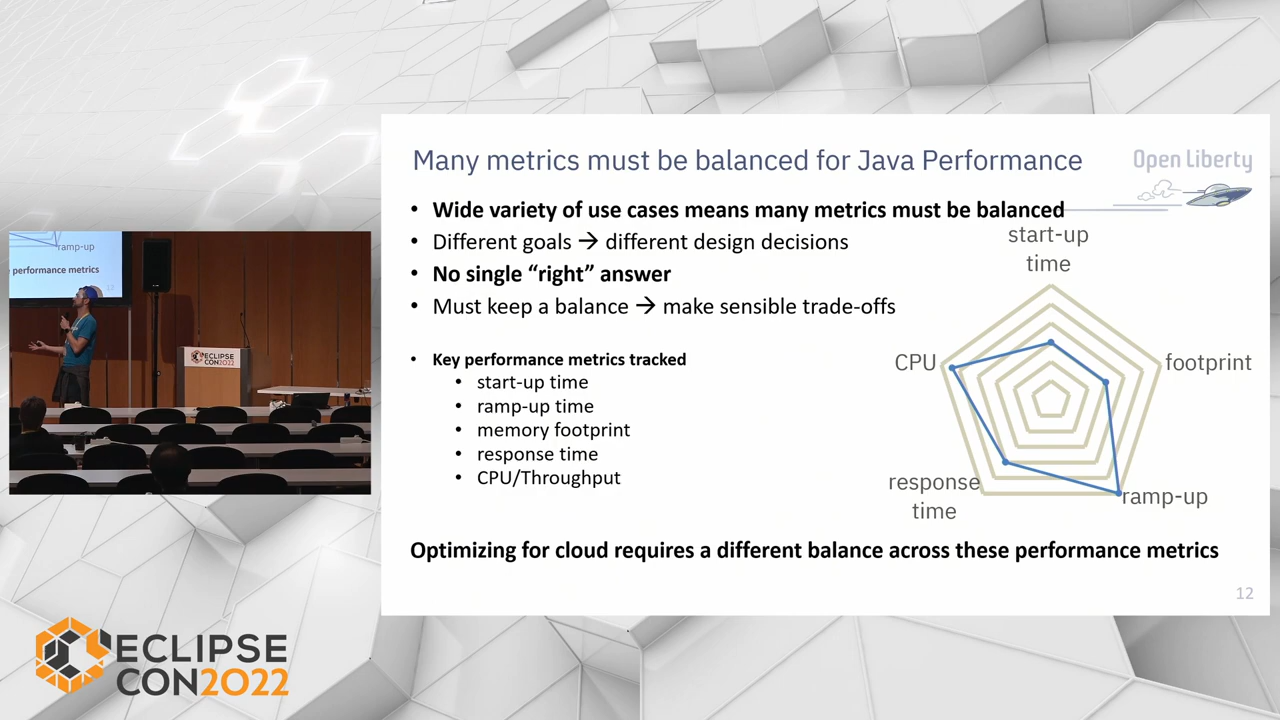 Many metrics must be balanced for Java Performance
Open Liberty
• Wide variety of use cases means many metrics must be balanced
• Different goals → different design decisions
• No single “right” answer
• Must keep a balance → make sensible trade-offs
• Key performance metrics tracked
• start-up time
• ramp-up time
• memory footprint
• response time
• CPU/Throughput
start-up
time
CPU
footprint
response
time
ramp-up
Optimizing for cloud requires a different balance across these performance metrics
12
ramp-up
performance metrics
ECLIPSE
CON2022
ECLIPSE
CON2022